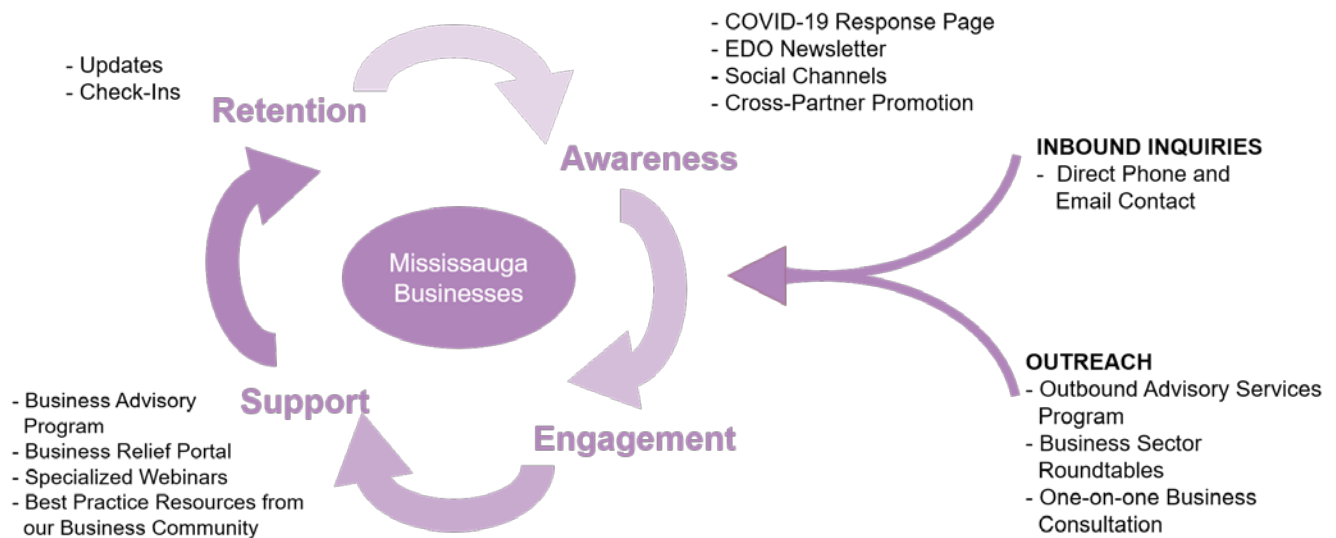 - Updates
- Check-Ins
Retention
- COVID-19 Response Page
- EDO Newsletter
- Social Channels
- Cross-Partner Promotion
Awareness
INBOUND INQUIRIES
- Direct Phone and
Email Contact
Mississauga
Businesses
Support
- Business Advisory
Program
- Business Relief Portal
- Specialized Webinars
- Best Practice Resources from
our Business Community
Engagement
OUTREACH
- Outbound Advisory Services
Program
- Business Sector
Roundtables
- One-on-one Business
Consultation